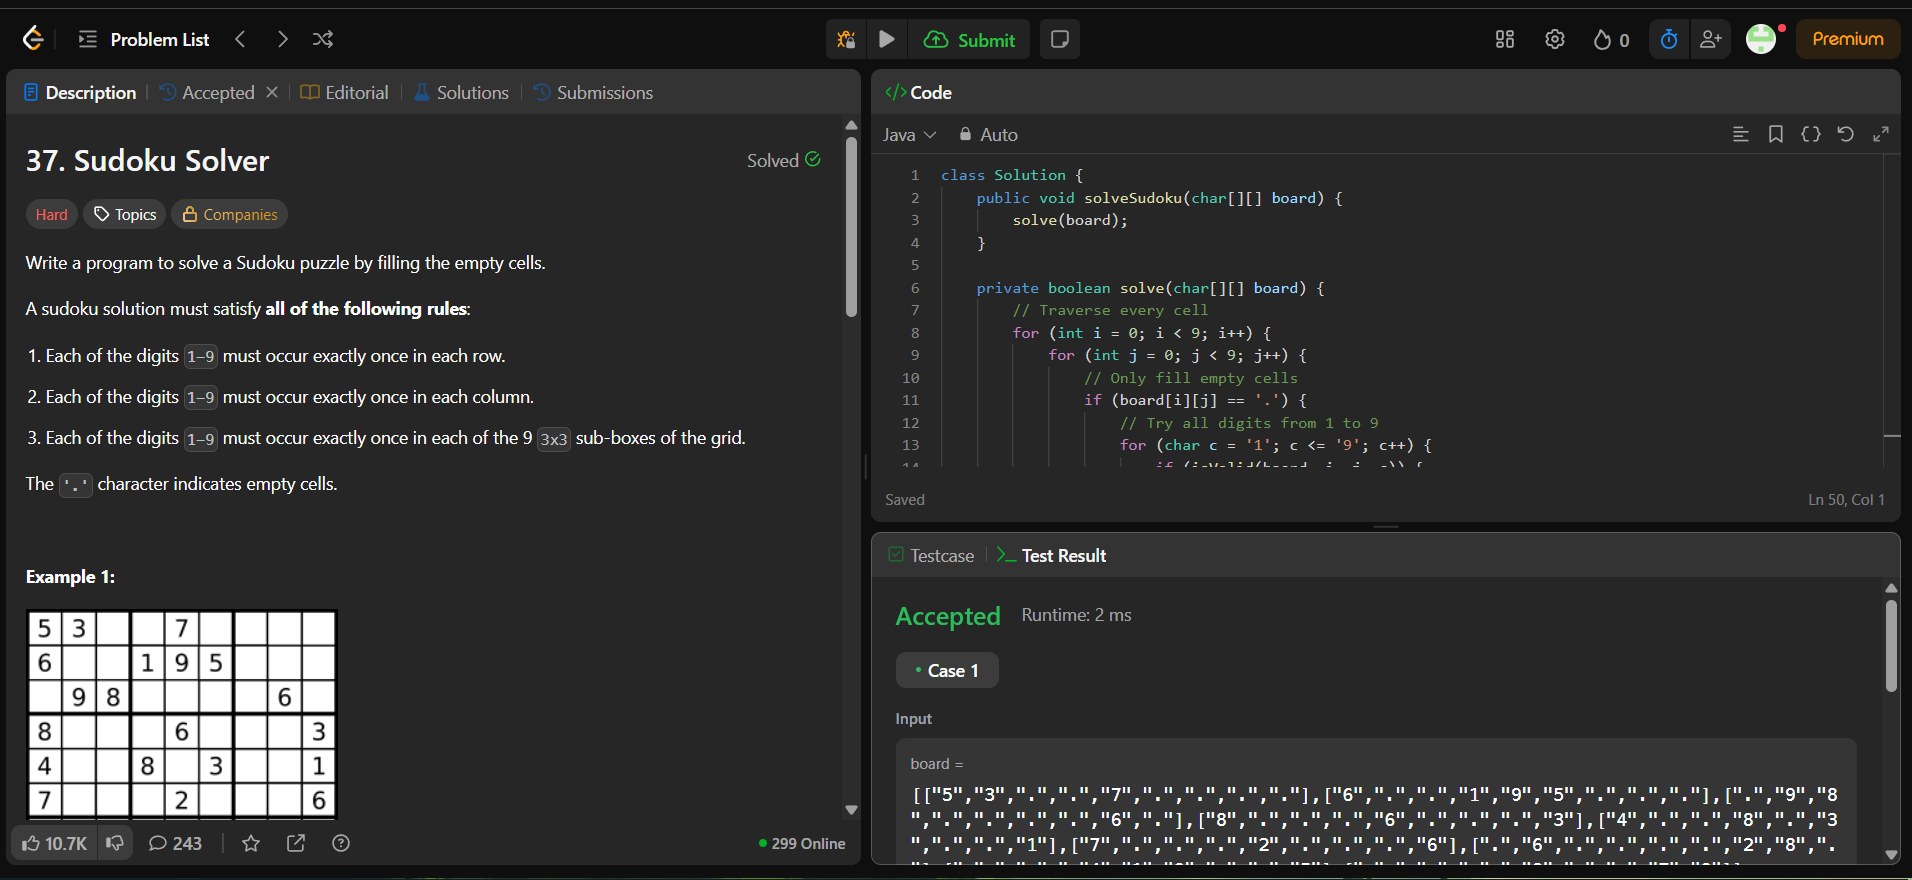 Problem List
Submit
0
Premium
Description
Accepted
Editorial
Solutions
Submissions
37. Sudoku Solver
Solved
Hard
Topics
Companies
Write a program to solve a Sudoku puzzle by filling the empty cells.
A sudoku solution must satisfy all of the following rules:
1. Each of the digits 1-9 must occur exactly once in each row.
2. Each of the digits 1-9 must occur exactly once in each column.
3. Each of the digits 1-9 must occur exactly once in each of the 9 3x3 sub-boxes of the grid.
The '.' character indicates empty cells.
Example 1:
5 3 7
6 1 9 5
9 8 6
8 6 3
4 8 3 1
7 2 6
10.7K
243
299 Online
Code
Java
Auto
1 class Solution {
2 public void solveSudoku(char[][] board) {
3 solve(board);
4 }
5
6 private boolean solve(char[][] board) {
7 // Traverse every cell
8 for (int i = 0; i < 9; i++) {
9 for (int j = 0; j < 9; j++) {
10 // Only fill empty cells
11 if (board[i][j] == '.') {
12 // Try all digits from 1 to 9
13 for (char c = '1'; c <= '9'; c++) {
14 if (isValid(board, i, j, c)) {
Saved
Ln 50, Col 1
Testcase
Test Result
Accepted
Runtime: 2 ms
Case 1
Input
board =
[["5","3",".",".","7",".",".",".","."],["6",".",".","1","9","5",".",".","."],[".","9","8
",".",".",".",".","6","."],["8",".",".",".","6",".",".",".","3"],["4",".",".","8",".","3
",".",".","1"],["7",".",".",".","2",".",".",".","6"],[".","6",".",".",".",".","2","8",".